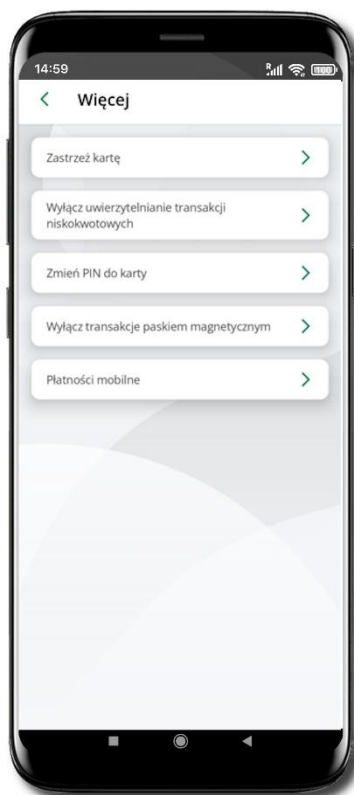 14:59
Więcej
Zastrzeż kartę
Wyłącz uwierzytelnianie transakcji
niskokwotowych
Zmień PIN do karty
Wyłącz transakcje paskiem magnetycznym
Płatności mobilne